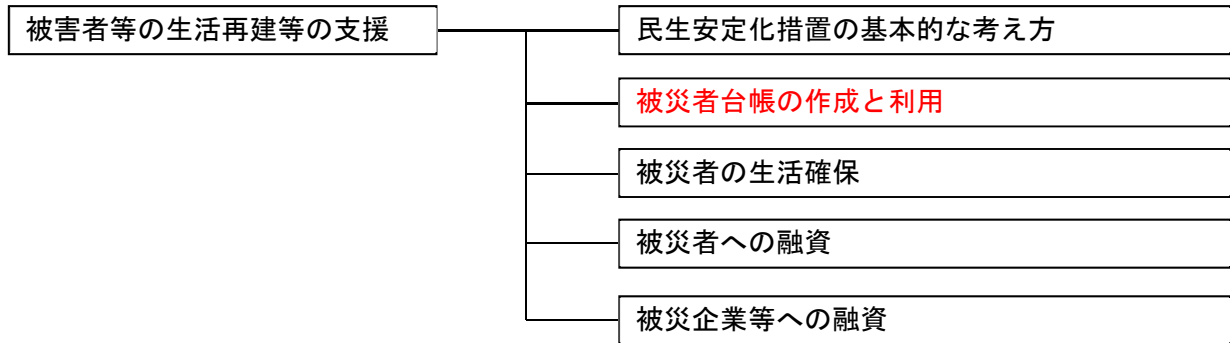 被害者等の生活再建等の支援
民生安定化措置の基本的な考え方
被災者台帳の作成と利用
被災者の生活確保
被災者への融資
被災企業等への融資